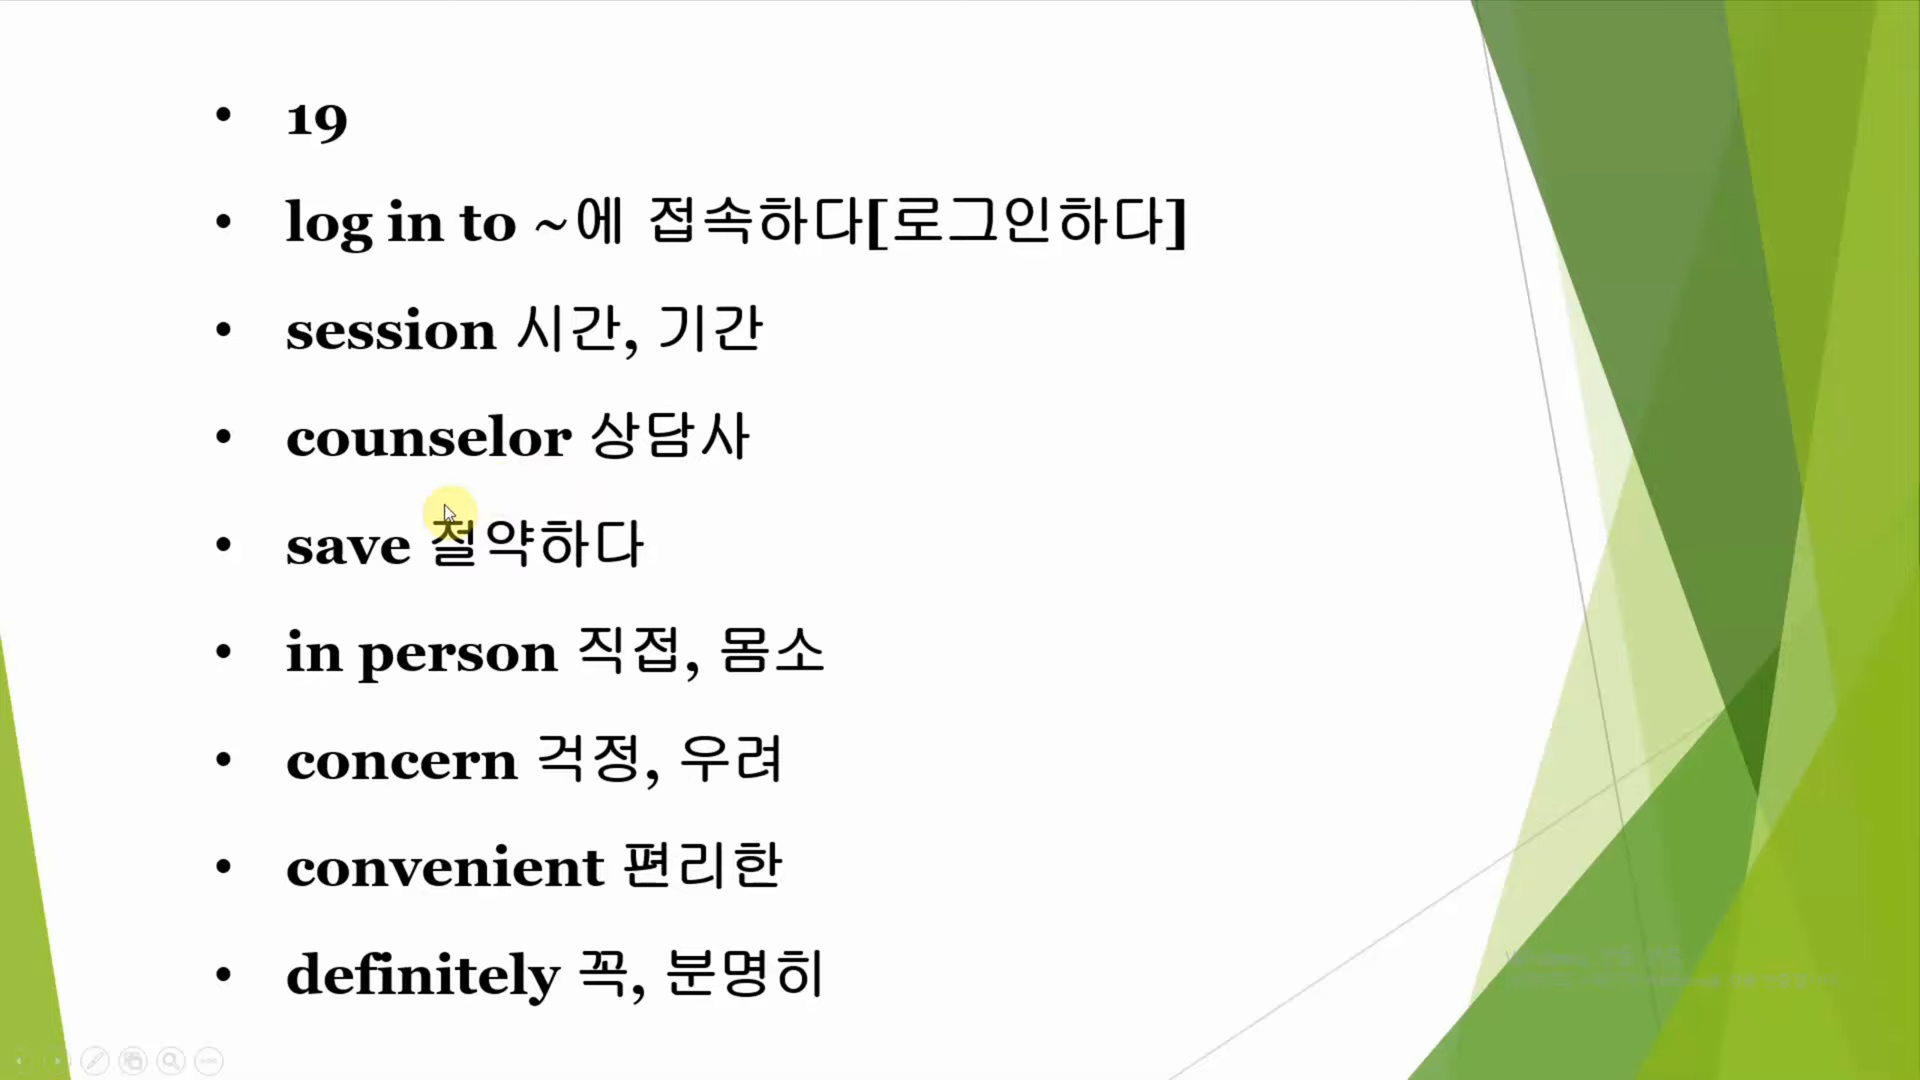 19
log in to ~에 접속하다[로그인하다]
session 시간, 기간
counselor 상담사
save 절약하다
in person 직접, 몸소
concern 걱정, 우려
convenient 편리한
definitely 꼭, 분명히